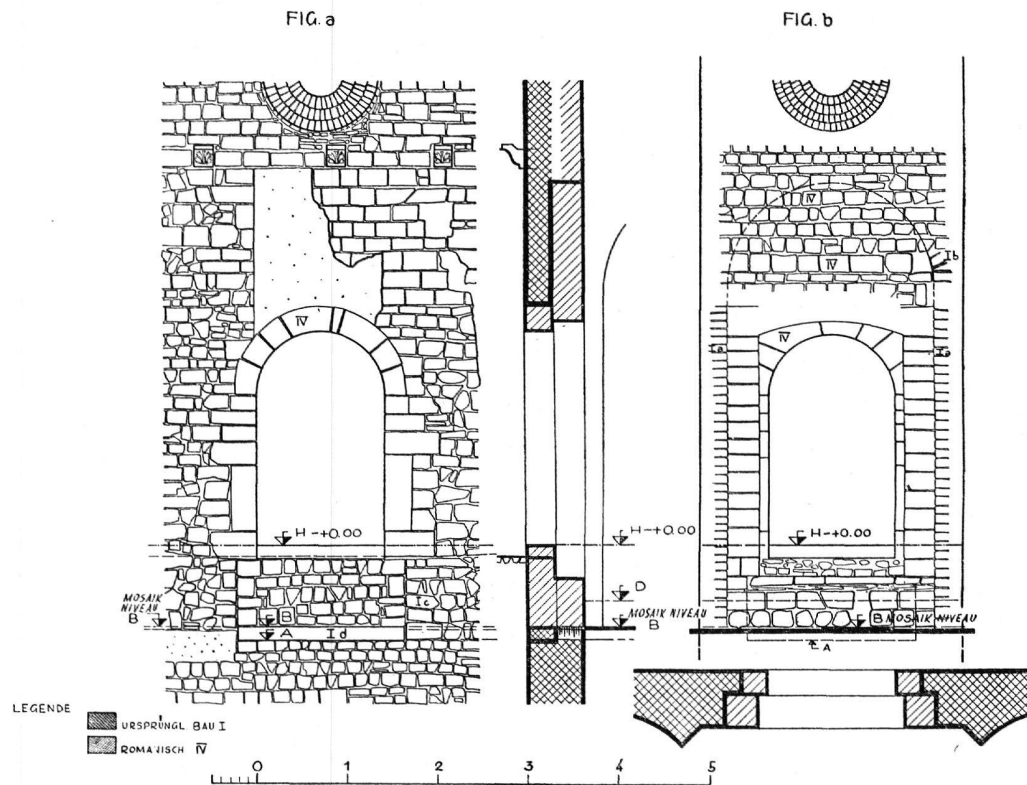 FIG. a
FIG. b
IV
IV
Ib
IV
IV
Ia
Ia
H-+0.00
H-+0.00
H-+0.00
D
MOSAIK
NIVEAU
B
B
A
Id
Ic
MOSAIK NIVEAU
B
B MOSAIK NIVEAU
A
LEGENDE
URSPRÜNGL BAU I
ROMANISCH IV
0 1 2 3 4 5